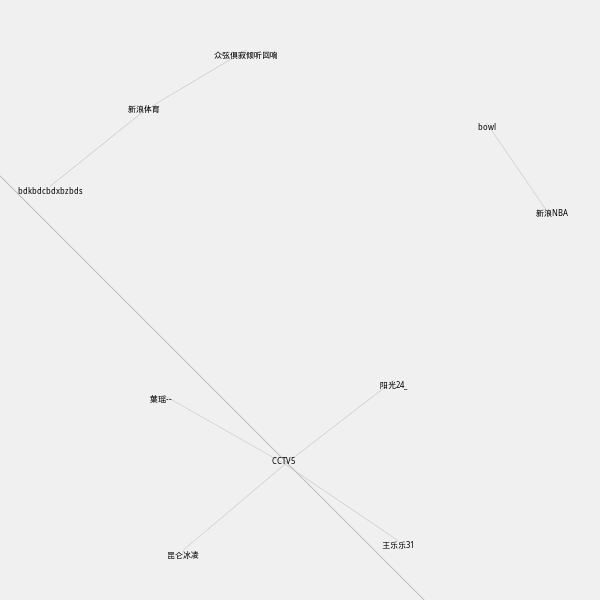 众弦俱寂倾听回响
新浪体育
bowl
bdkbdcbdxbzbds
新浪NBA
阳光24_
葉瑶--
CCTV5
王乐乐31
昆仑冰凌